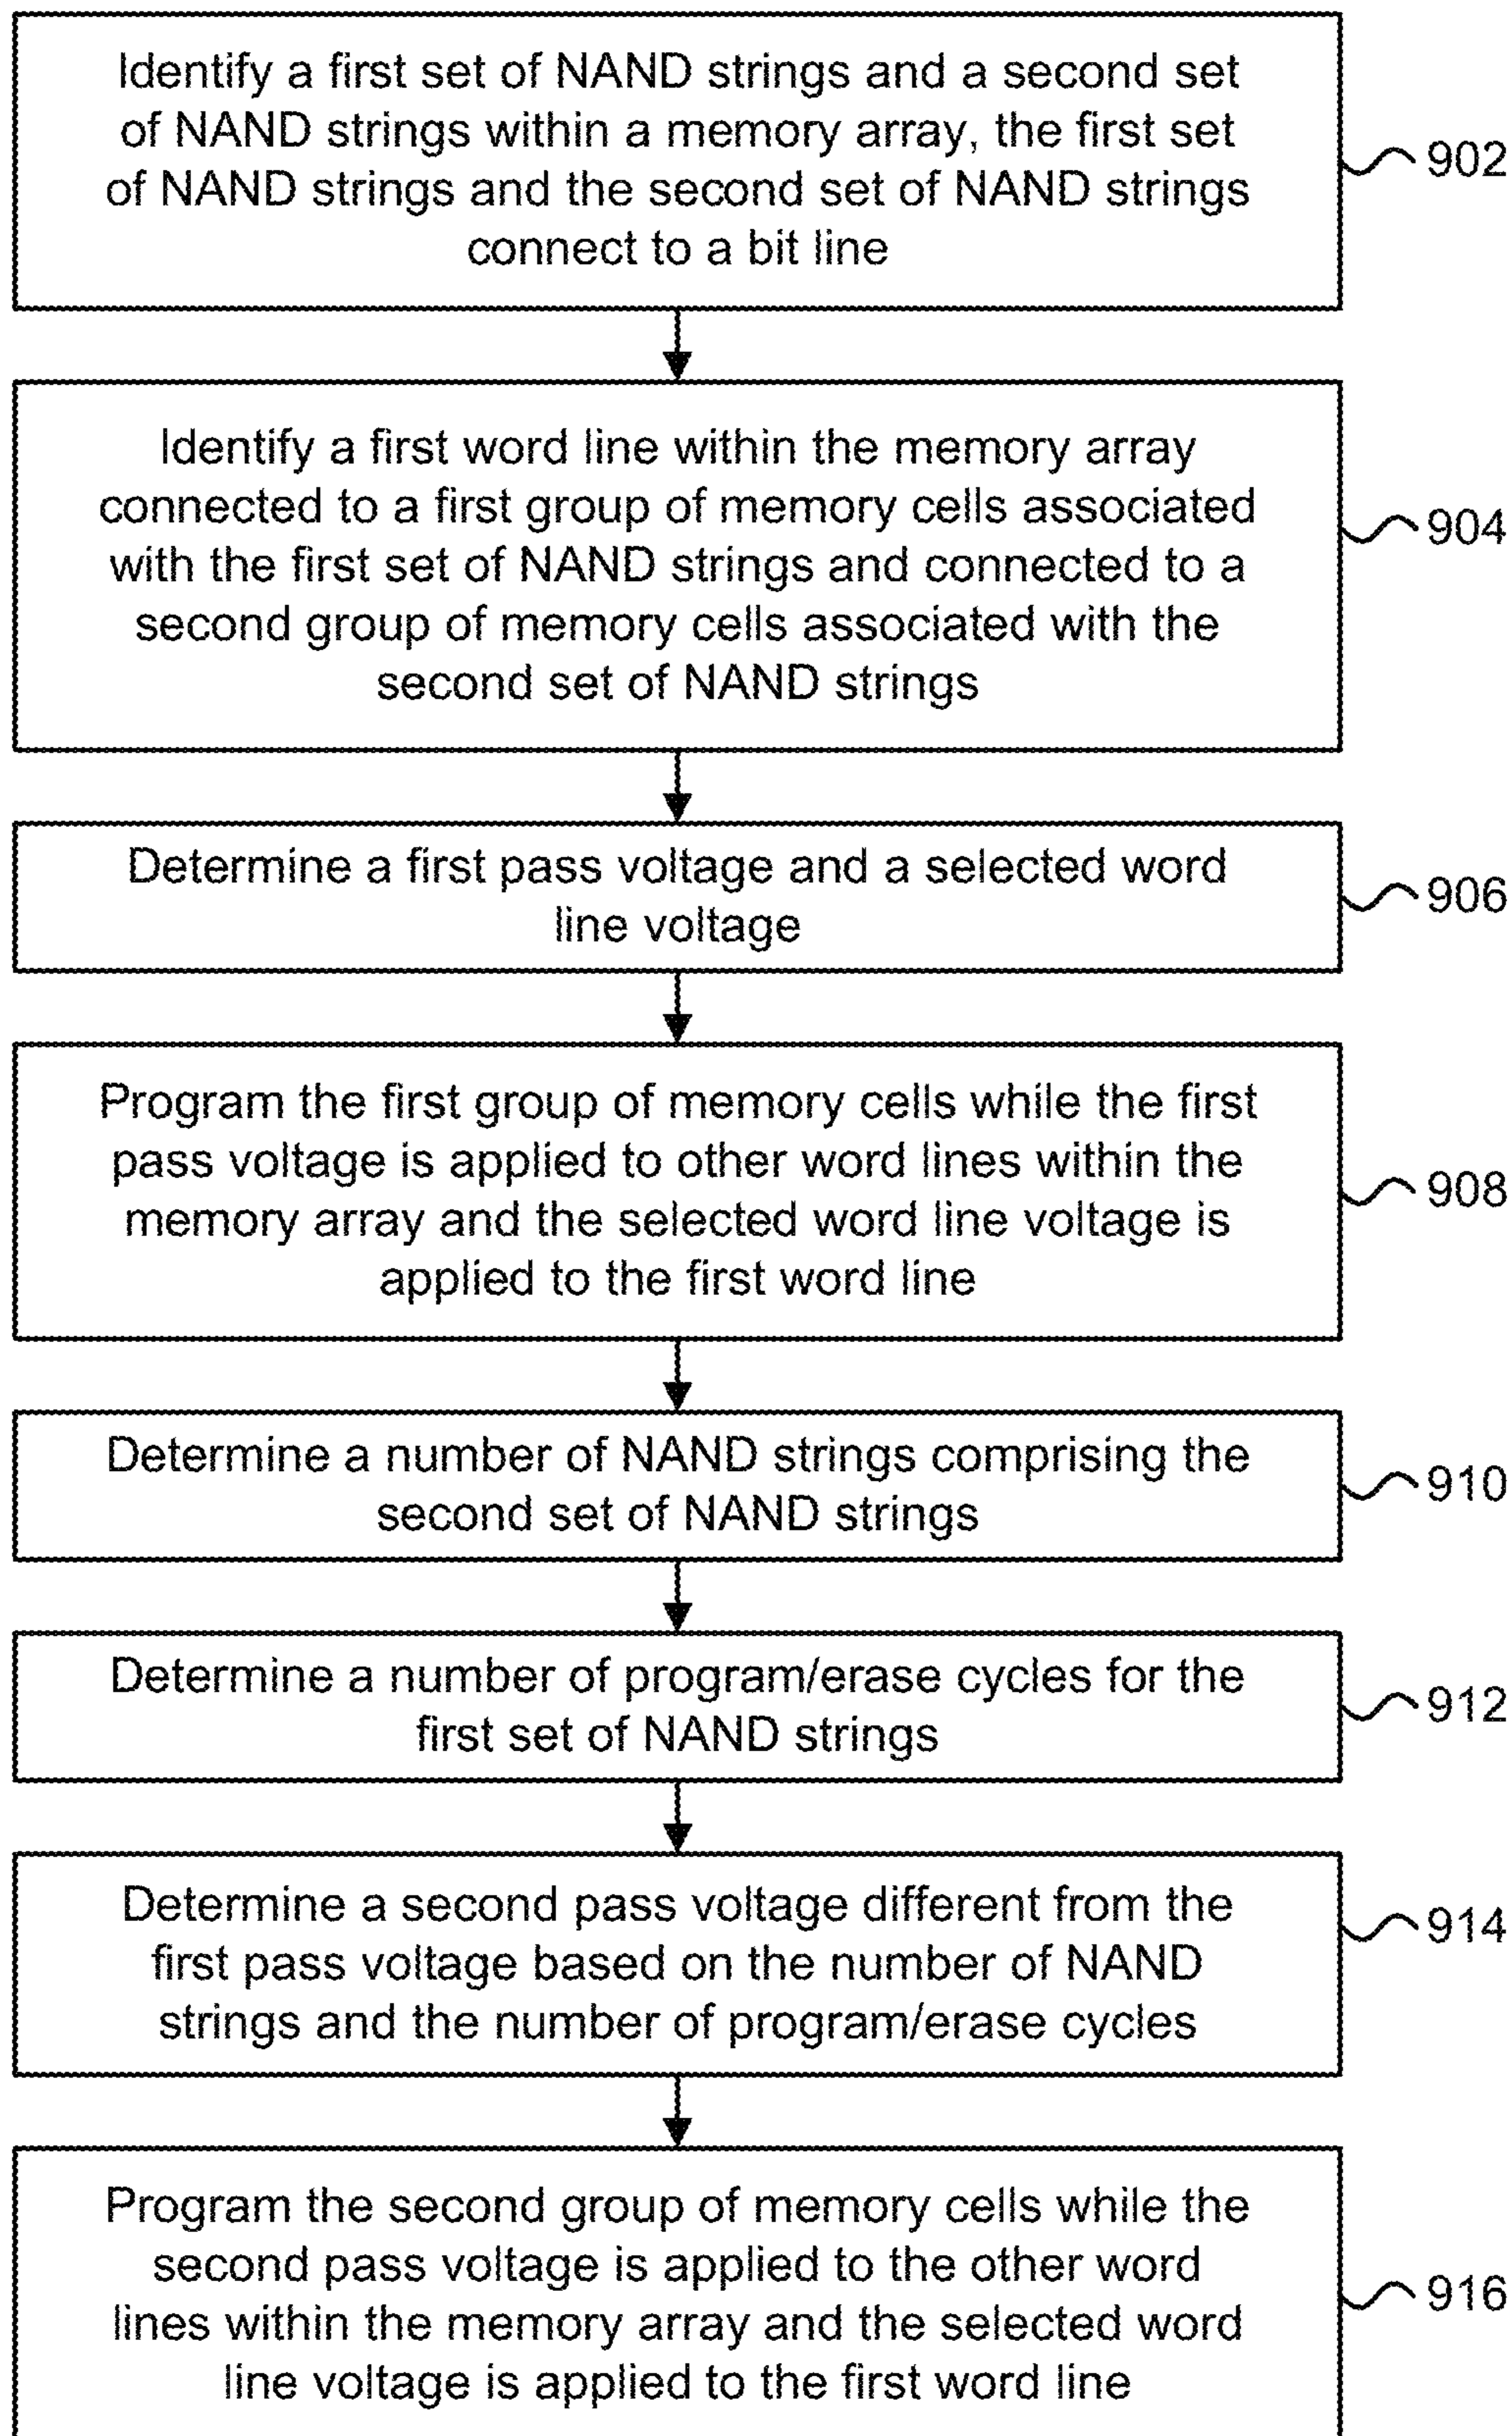 Identify a first set of NAND strings and a second set
of NAND strings within a memory array, the first set
of NAND strings and the second set of NAND strings
connect to a bit line
902
Identify a first word line within the memory array
connected to a first group of memory cells associated
with the first set of NAND strings and connected to a
second group of memory cells associated with the
second set of NAND strings
904
Determine a first pass voltage and a selected word
line voltage
906
Program the first group of memory cells while the first
pass voltage is applied to other word lines within the
memory array and the selected word line voltage is
applied to the first word line
908
Determine a number of NAND strings comprising the
second set of NAND strings
910
Determine a number of program/erase cycles for the
first set of NAND strings
912
Determine a second pass voltage different from the
first pass voltage based on the number of NAND
strings and the number of program/erase cycles
914
Program the second group of memory cells while the
second pass voltage is applied to the other word
lines within the memory array and the selected word
line voltage is applied to the first word line
916